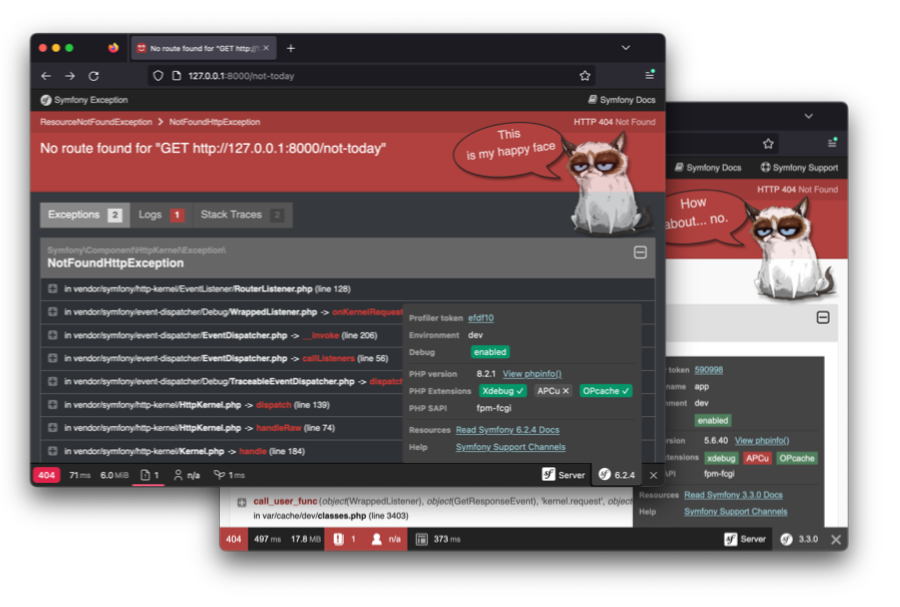 No route found for "GET http://
127.0.0.1:8000/not-today
Symfony Exception
Symfony Docs
ResourceNotFoundException > NotFoundHttpException
HTTP 404 Not Found
No route found for "GET http://127.0.0.1:8000/not-today"
This
is my happy face
Exceptions 2
Logs 1
Stack Traces 2
Symfony\Component\HttpKernel\Exception\
NotFoundHttpException
in vendor/symfony/http-kernel/EventListener/RouterListener.php (line 128)
in vendor/symfony/event-dispatcher/Debug/WrappedListener.php -> onKernelRequest
in vendor/symfony/event-dispatcher/EventDispatcher.php -> __invoke (line 206)
in vendor/symfony/event-dispatcher/EventDispatcher.php -> callListeners (line 56)
in vendor/symfony/event-dispatcher/Debug/TraceableEventDispatcher.php -> dispatch
in vendor/symfony/http-kernel/HttpKernel.php -> dispatch (line 139)
in vendor/symfony/http-kernel/HttpKernel.php -> handleRaw (line 74)
in vendor/symfony/http-kernel/Kernel.php -> handle (line 184)
Profiler token efdf10
Environment dev
Debug enabled
PHP version 8.2.1 View phpinfo()
PHP Extensions Xdebug ✓ APCu ✕ OPcache ✓
PHP SAPI fpm-fcgi
Resources Read Symfony 6.2.4 Docs
Help Symfony Support Channels
404 71 ms 6.0 MiB 1 n/a 1 ms
sf Server
sf 6.2.4
Symfony Docs
Symfony Support
HTTP 404 Not Found
How
about... no.
token 590998
name app
ment dev
enabled
rsion 5.6.40 View phpinfo()
tensions xdebug APCu OPcache
API fpm-fcgi
Resources Read Symfony 3.3.0 Docs
Help Symfony Support Channels
call_user_func(object(WrappedListener), object(GetResponseEvent), 'kernel.request', object
in var/cache/dev/classes.php (line 3403)
404 497 ms 17.8 MB 1 n/a 373 ms
sf Server
sf 3.3.0